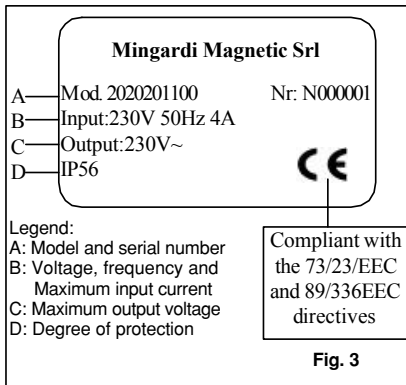 Mingardi Magnetic Srl
A Mod. 2020201100 Nr: N000001
B Input:230V 50Hz 4A
C Output:230V~
D IP56
CE
Legend:
A: Model and serial number
B: Voltage, frequency and
Maximum input current
C: Maximum output voltage
D: Degree of protection
Compliant with
the 73/23/EEC
and 89/336EEC
directives
Fig. 3